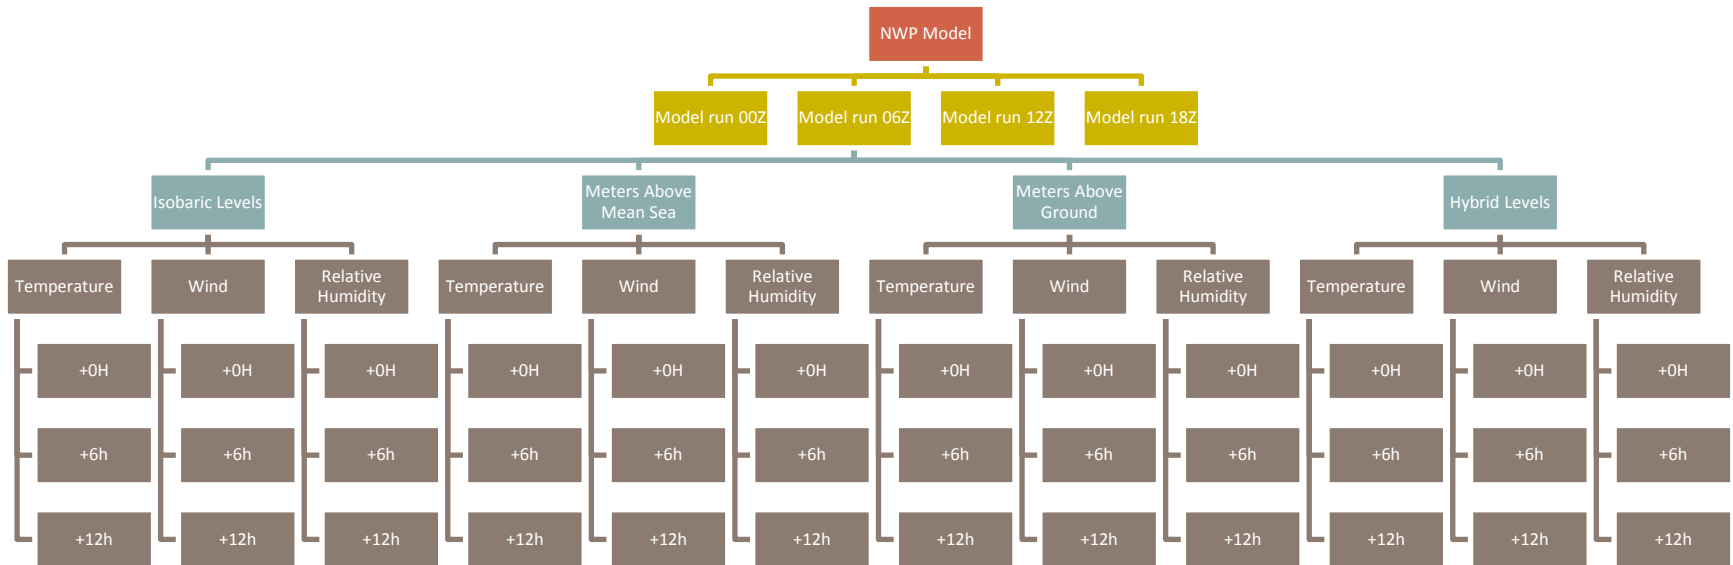 NWP Model
Model run 00Z
Model run 06Z
Model run 12Z
Model run 18Z
Isobaric Levels
Meters Above
Mean Sea
Meters Above
Ground
Hybrid Levels
Temperature
Wind
Relative
Humidity
Temperature
Wind
Relative
Humidity
Temperature
Wind
Relative
Humidity
Temperature
Wind
Relative
Humidity
+0H
+0H
+0H
+0H
+0H
+0H
+0H
+0H
+0H
+0H
+0H
+0H
+6h
+6h
+6h
+6h
+6h
+6h
+6h
+6h
+6h
+6h
+6h
+6h
+12h
+12h
+12h
+12h
+12h
+12h
+12h
+12h
+12h
+12h
+12h
+12h